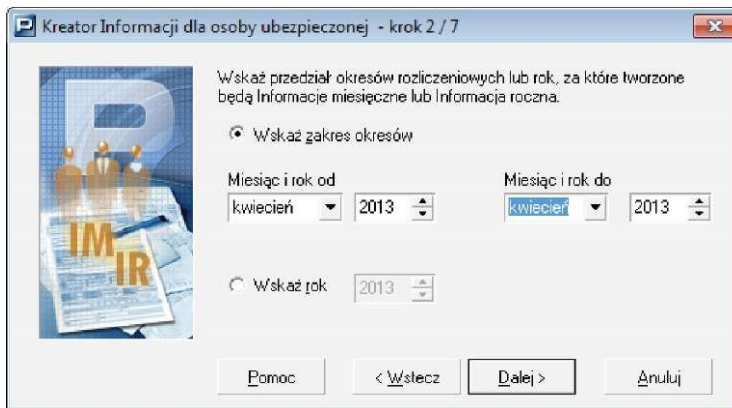 Kreator Informacji dla osoby ubezpieczonej - krok 2 / 7
Wskaż przedział okresów rozliczeniowych lub rok, za które tworzone
będą Informacje miesięczne lub Informacja roczna.
Wskaż zakres okresów
Miesiąc i rok od
Miesiąc i rok do
kwiecień 2013
kwiecień 2013
Wskaż rok 2013
Pomoc
< Wstecz
Dalej >
Anuluj
P
IM
IR